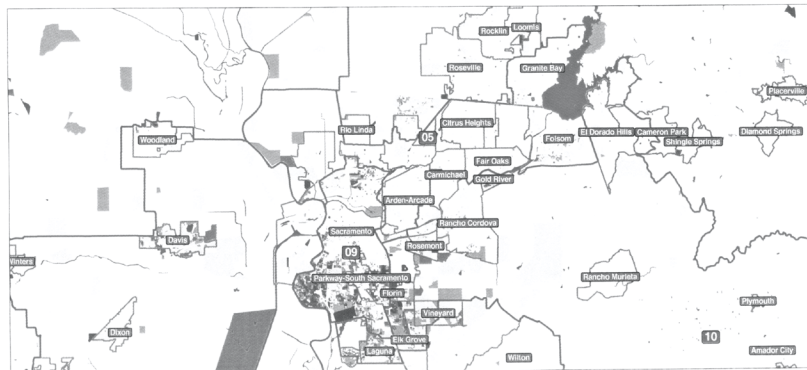 Loomis
Rocklin
Roseville
Granite Bay
Placerville
Citrus Heights
Rio Linda
05
Woodland
Folsom
El Dorado Hills
Cameron Park
Diamond Springs
Shingle Springs
Fair Oaks
Carmichael
Gold River
Arden-Arcade
Rancho Cordova
Sacramento
Davis
Rosemont
09
Winters
Parkway-South Sacramento
Rancho Murieta
Florin
Plymouth
Vineyard
Dixon
10
Elk Grove
Laguna
Amador City
Wilton